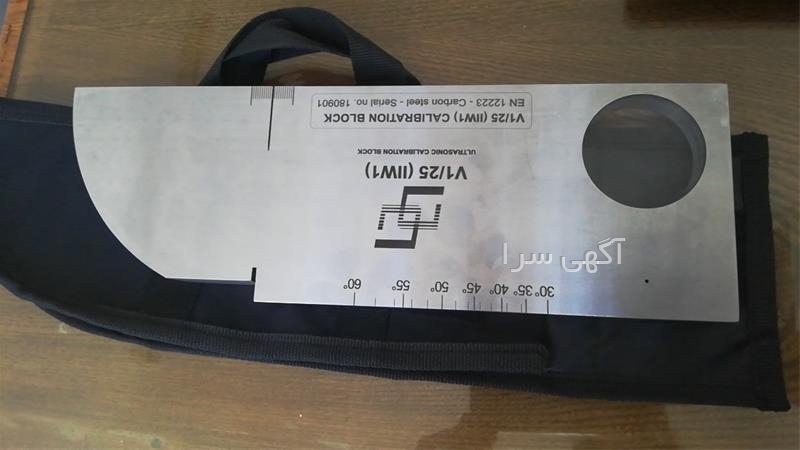 V1/25 (IIW1) CALIBRATION BLOCK
EN 12223 - Carbon steel - Serial no. 180901
ULTRASONIC CALIBRATION BLOCK
V1/25 (IIW1)
آگهی سرا
60° 55° 50° 45° 40° 35° 30°